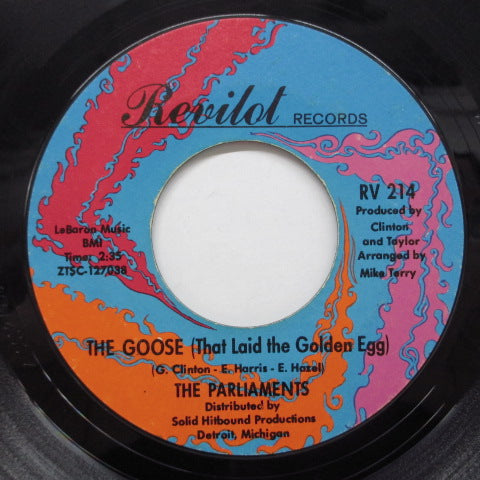 Revilot RECORDS
RV 214
Produced by
Clinton
and Taylor
Arranged by
Mike Terry
LeBaron Music
BMI
Time: 2:35
ZTSC-127038
THE GOOSE (That Laid the Golden Egg)
(G. Clinton - E. Harris - E. Hazel)
THE PARLIAMENTS
Distributed by
Solid Hitbound Productions
Detroit, Michigan